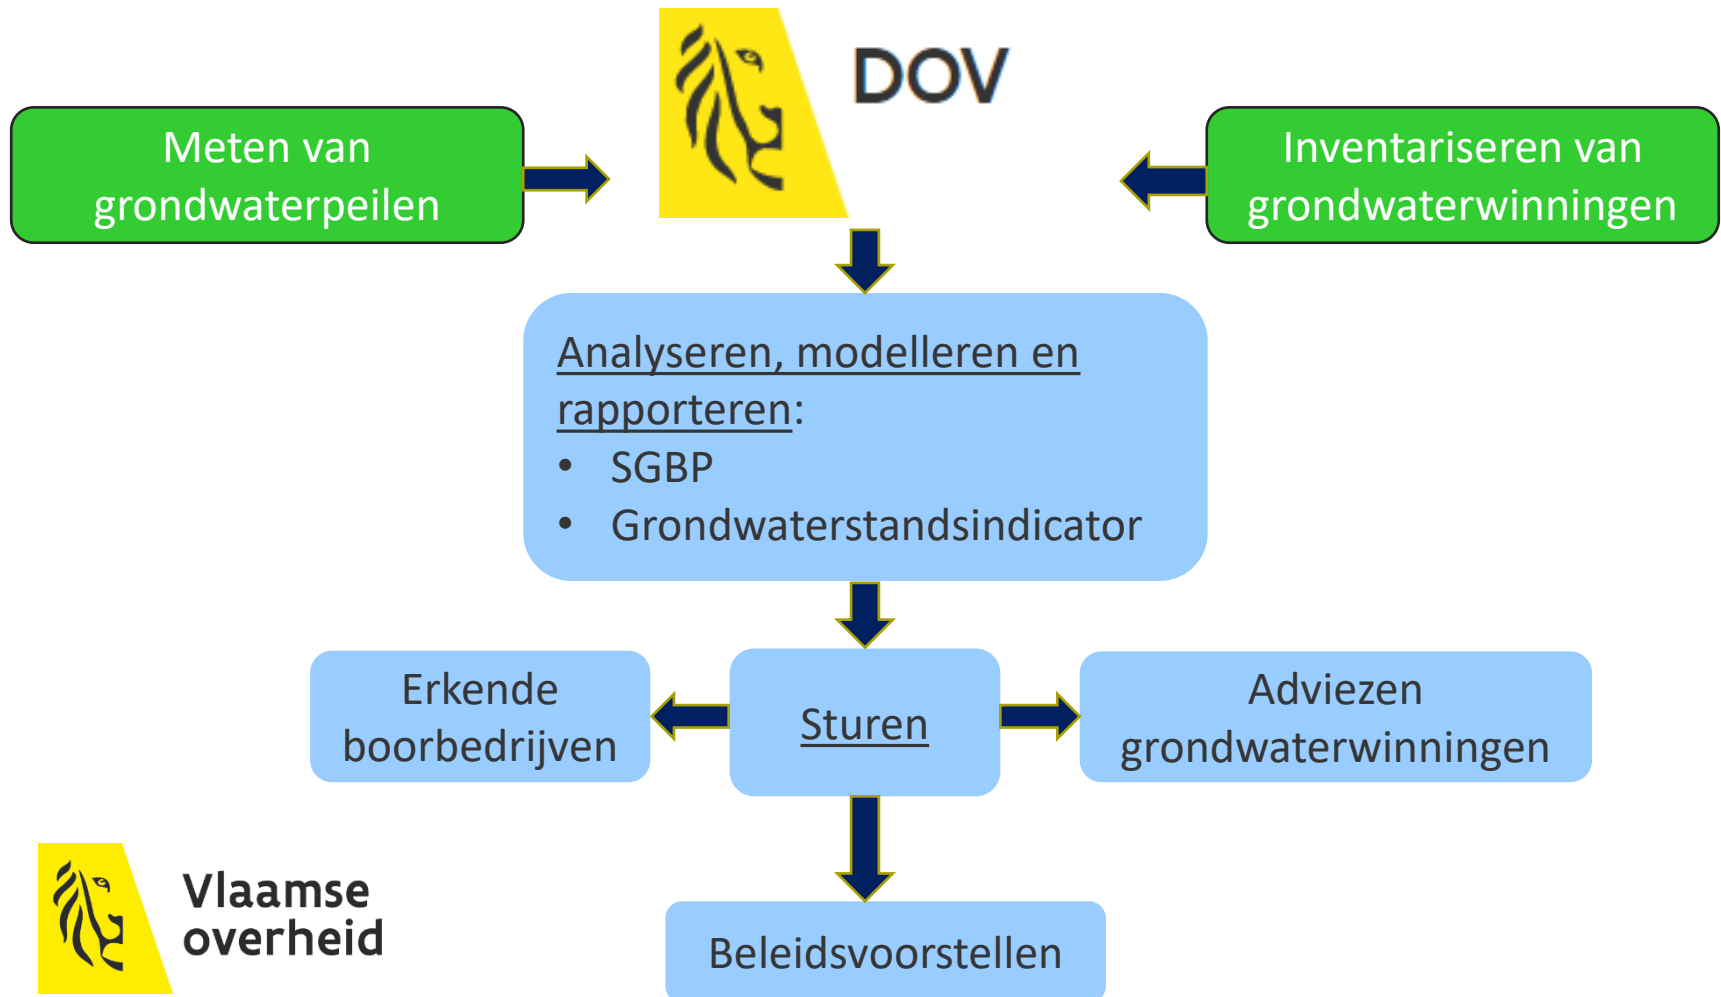 DOV
Meten van
grondwaterpeilen
Inventariseren van
grondwaterwinningen
Analyseren, modelleren en
rapporteren:
• SGBP
• Grondwaterstandsindicator
Erkende
boorbedrijven
Sturen
Adviezen
grondwaterwinningen
Beleidsvoorstellen
Vlaamse
overheid